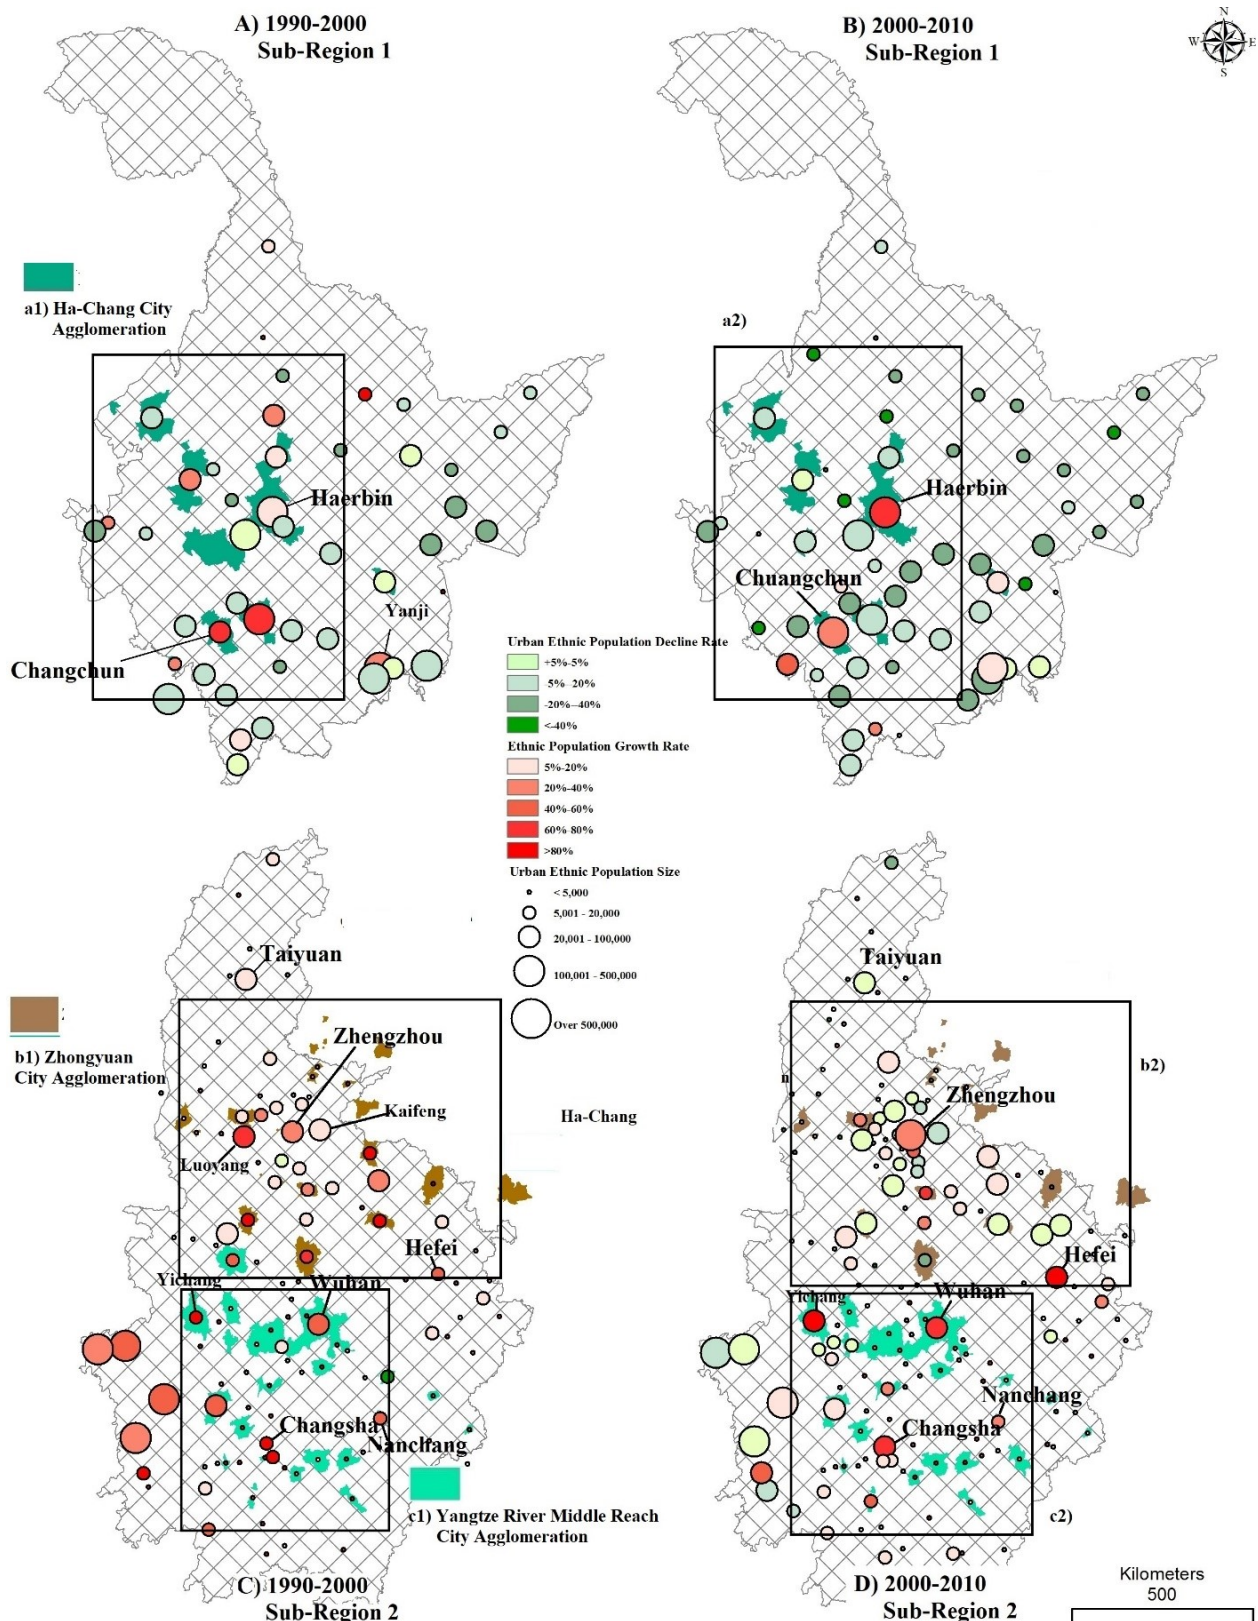 A) 1990-2000
Sub-Region 1
B) 2000-2010
Sub-Region 1
N
W
E
S
a1) Ha-Chang City
Agglomeration
a2)
Haerbin
Haerbin
Chuangchun
Yanji
Changchun
Urban Ethnic Population Decline Rate
+5%-5%
5%--20%
-20%--40%
<-40%
Ethnic Population Growth Rate
5%-20%
20%-40%
40%-60%
60%-80%
>80%
Urban Ethnic Population Size
< 5,000
5,001 - 20,000
20,001 - 100,000
100,001 - 500,000
Over 500,000
Taiyuan
Taiyuan
b1) Zhongyuan
City Agglomeration
Zhengzhou
b2)
n
Zhengzhou
Kaifeng
Ha-Chang
Luoyang
Hefei
Hefei
Yichang
Wuhan
Yichang
Wuhan
Nanchang
Changsha
Changsha
Nanchang
c1) Yangtze River Middle Reach
City Agglomeration
c2)
C) 1990-2000
Sub-Region 2
D) 2000-2010
Sub-Region 2
Kilometers
500